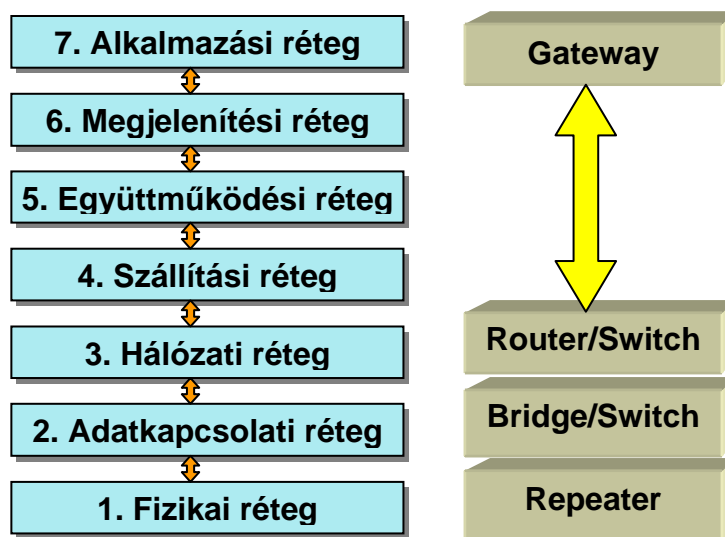 7. Alkalmazási réteg
6. Megjelenítési réteg
5. Együttműködési réteg
4. Szállítási réteg
3. Hálózati réteg
2. Adatkapcsolati réteg
1. Fizikai réteg
Gateway
Router/Switch
Bridge/Switch
Repeater